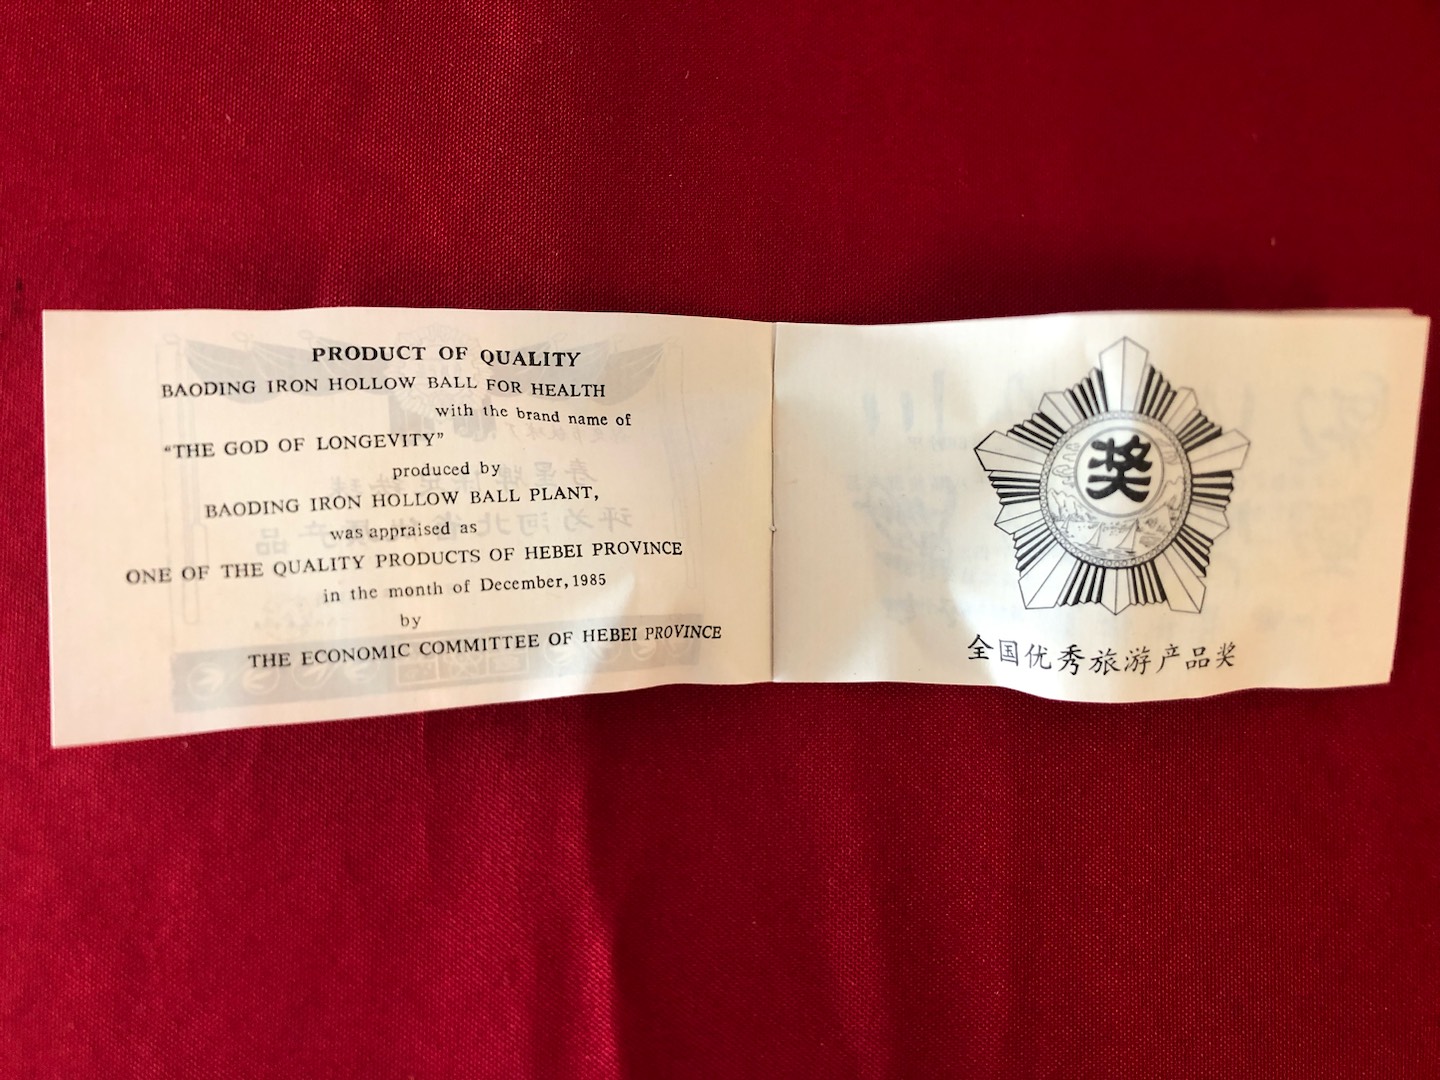 PRODUCT OF QUALITY
BAODING IRON HOLLOW BALL FOR HEALTH
with the brand name of
“THE GOD OF LONGEVITY”
produced by
BAODING IRON HOLLOW BALL PLANT,
was appraised as
ONE OF THE QUALITY PRODUCTS OF HEBEI PROVINCE
in the month of December, 1985
by
THE ECONOMIC COMMITTEE OF HEBEI PROVINCE
奖
全国优秀旅游产品奖